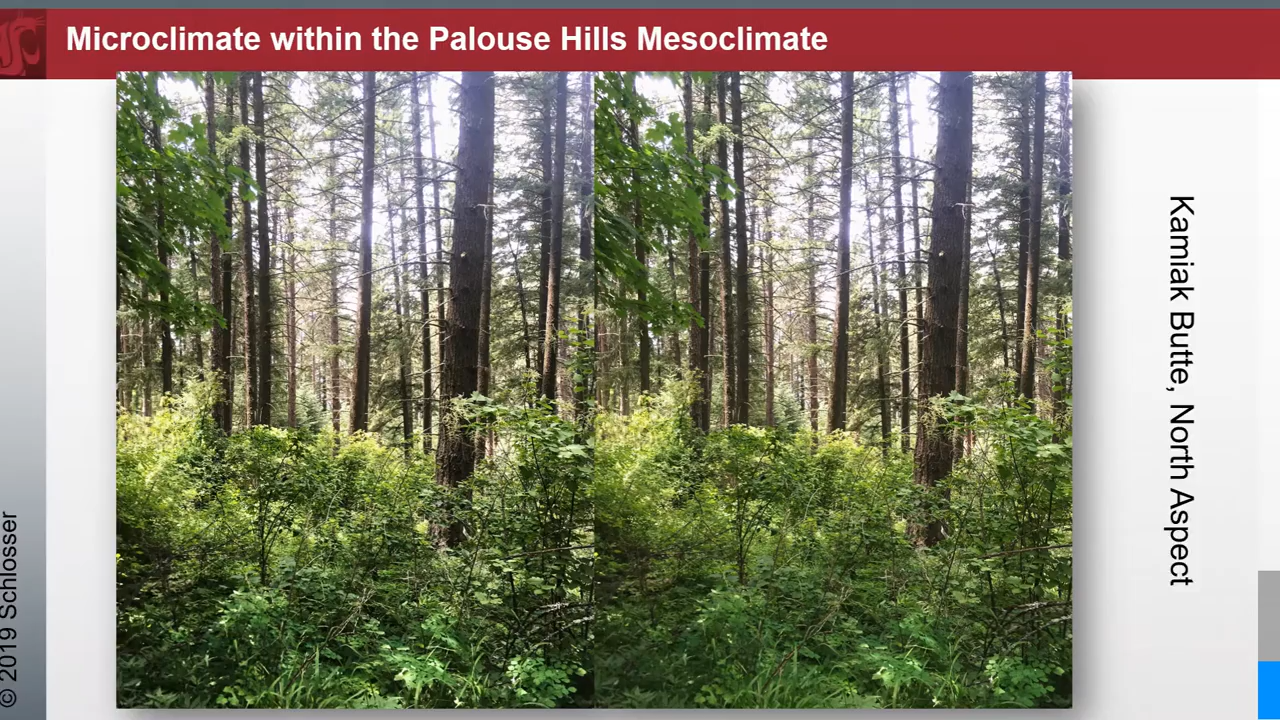 Microclimate within the Palouse Hills Mesoclimate
Kamiak Butte, North Aspect
© 2019 Schlosser